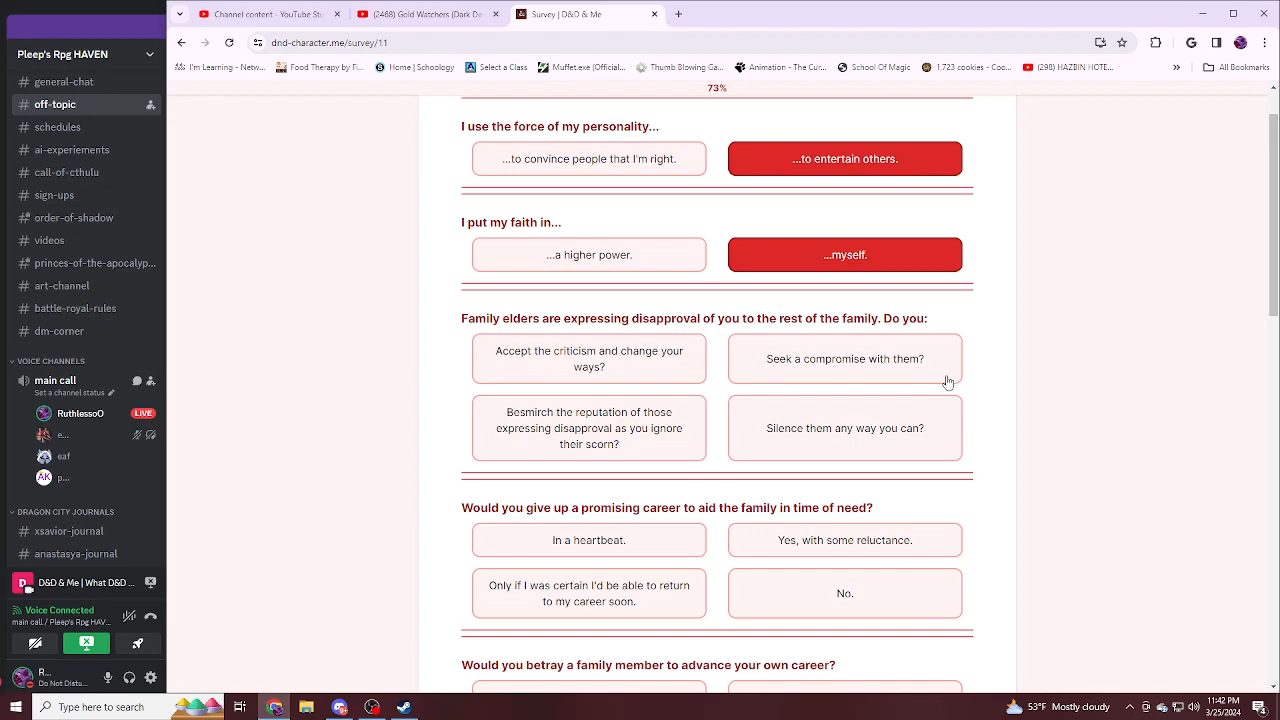 Channel content - YouTube Stu
(2468) Gold Watchers (Dark De
Survey | D&D & Me
dnd-character.me/survey/11
I'm Learning - Netw...
Food Therapy by Fi...
Home | Schoology
Select a Class
Muffet.exe(Official...
Thumb Blowing Ga...
Animation - The Cur...
School Of Magic
1,723 cookies - Coo...
(298) HAZBIN HOTE...
All Bookmarks
Pleep's Rpg HAVEN
# general-chat
# off-topic
# schedules
# ai-experiements
# call-of-cthulu
# sign-ups
# order-of-shadow
# videos
# princes-of-the-apocalyp...
# art-channel
# battle-royal-rules
# dm-corner
VOICE CHANNELS
main call
Set a channel status
RuthlessoO LIVE
e...
eaf
AK p...
DRAGON CITY JOURNALS
# xsavior-journal
# anastasya-journal
D D&D & Me | What D&D ...
Voice Connected
main call / Pleep's Rpg HAV...
R...
Do Not Distu...
73%
I use the force of my personality...
...to convince people that I'm right.
...to entertain others.
I put my faith in...
...a higher power.
...myself.
Family elders are expressing disapproval of you to the rest of the family. Do you:
Accept the criticism and change your
ways?
Seek a compromise with them?
Besmirch the reputation of those
expressing disapproval as you ignore
their scorn?
Silence them any way you can?
Would you give up a promising career to aid the family in time of need?
In a heartbeat.
Yes, with some reluctance.
Only if I was certain I'd be able to return
to my career soon.
No.
Would you betray a family member to advance your own career?
Type here to search
53°F Mostly cloudy
11:42 PM
3/25/2024